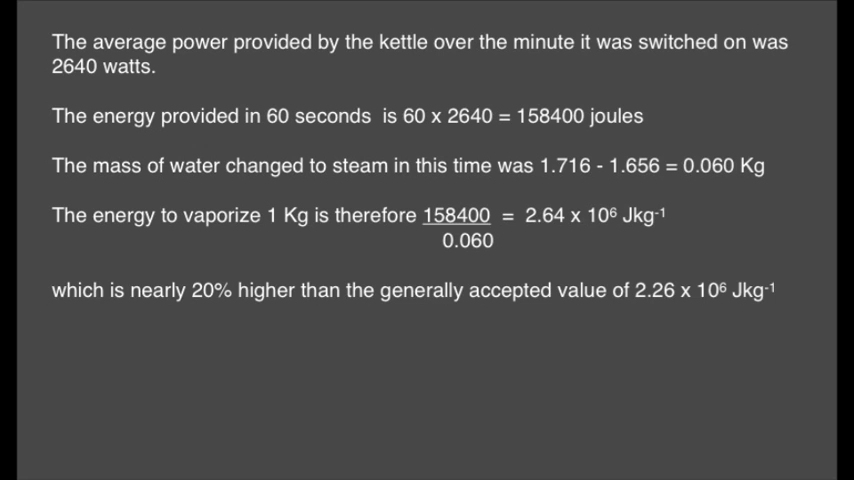 The average power provided by the kettle over the minute it was switched on was
2640 watts.
The energy provided in 60 seconds  is 60 x 2640 = 158400 joules
The mass of water changed to steam in this time was 1.716 - 1.656 = 0.060 Kg
The energy to vaporize 1 Kg is therefore 158400  =  2.64 x 10⁶ Jkg⁻¹
0.060
which is nearly 20% higher than the generally accepted value of 2.26 x 10⁶ Jkg⁻¹